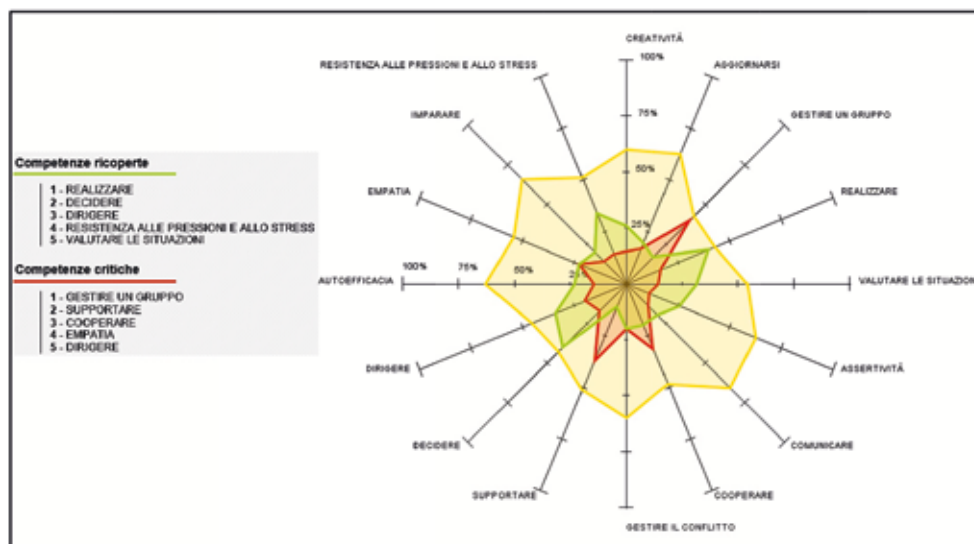 CREATIVITÀ
100%
RESISTENZA ALLE PRESSIONI E ALLO STRESS
AGGIORNARSI
IMPARARE
75%
GESTIRE UN GRUPPO
Competenze ricoperte
1 - REALIZZARE
2 - DECIDERE
3 - DIRIGERE
4 - RESISTENZA ALLE PRESSIONI E ALLO STRESS
5 - VALUTARE LE SITUAZIONI
EMPATIA
50%
REALIZZARE
25%
Competenze critiche
1 - GESTIRE UN GRUPPO
2 - SUPPORTARE
3 - COOPERARE
4 - EMPATIA
5 - DIRIGERE
100% 75% 50% 25%
AUTOEFFICACIA
VALUTARE LE SITUAZION
DIRIGERE
ASSERTIVITÀ
DECIDERE
COMUNICARE
SUPPORTARE
COOPERARE
GESTIRE IL CONFLITTO